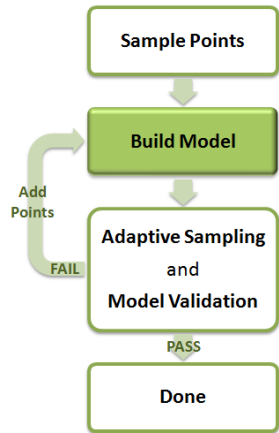 Sample Points
Build Model
Add
Points
Adaptive Sampling
and
Model Validation
FAIL
PASS
Done